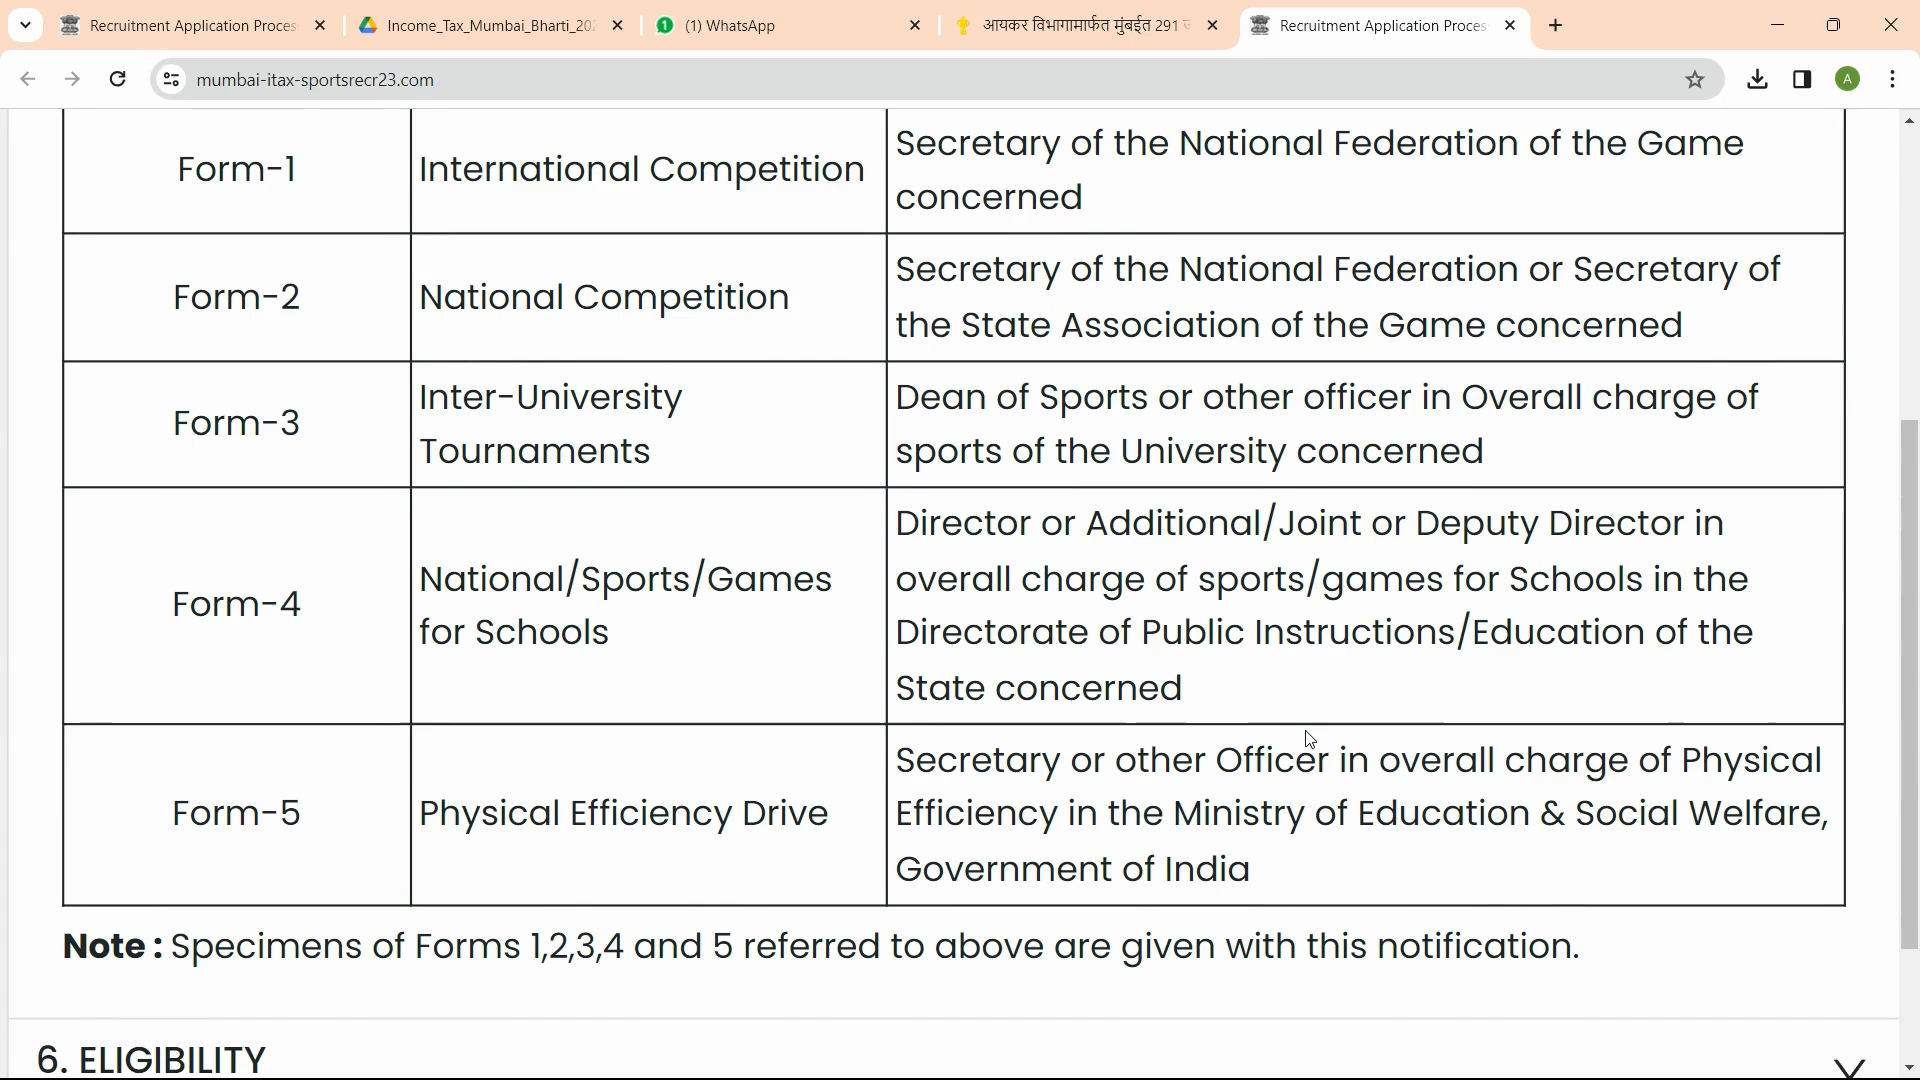 Recruitment Application Proces
Income_Tax_Mumbai_Bharti_202
1
(1) WhatsApp
आयकर विभागामार्फत मुंबईत 291
Recruitment Application Proces
mumbai-itax-sportsrecr23.com
A
Form-1
International Competition
Secretary of the National Federation of the Game
concerned
Form-2
National Competition
Secretary of the National Federation or Secretary of
the State Association of the Game concerned
Form-3
Inter-University
Tournaments
Dean of Sports or other officer in Overall charge of
sports of the University concerned
Form-4
National/Sports/Games
for Schools
Director or Additional/Joint or Deputy Director in
overall charge of sports/games for Schools in the
Directorate of Public Instructions/Education of the
State concerned
Form-5
Physical Efficiency Drive
Secretary or other Officer in overall charge of Physical
Efficiency in the Ministry of Education & Social Welfare,
Government of India
Note : Specimens of Forms 1,2,3,4 and 5 referred to above are given with this notification.
6. ELIGIBILITY